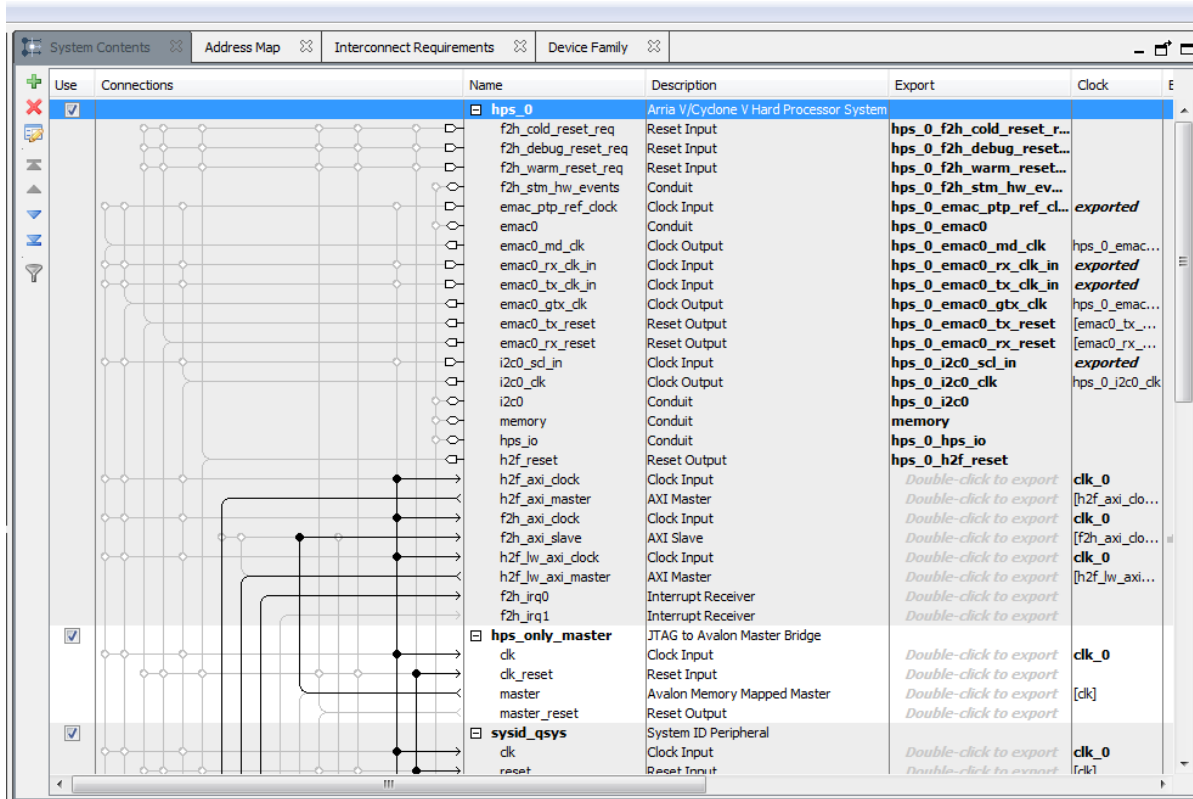 System Contents Address Map Interconnect Requirements Device Family
Use Connections Name Description Export Clock
hps_0 Arria V/Cyclone V Hard Processor System
f2h_cold_reset_req Reset Input hps_0_f2h_cold_reset_r...
f2h_debug_reset_req Reset Input hps_0_f2h_debug_reset...
f2h_warm_reset_req Reset Input hps_0_f2h_warm_reset...
f2h_stm_hw_events Conduit hps_0_f2h_stm_hw_ev...
emac_ptp_ref_clock Clock Input hps_0_emac_ptp_ref_cl... exported
emac0 Conduit hps_0_emac0
emac0_md_clk Clock Output hps_0_emac0_md_clk hps_0_emac...
emac0_rx_clk_in Clock Input hps_0_emac0_rx_clk_in exported
emac0_tx_clk_in Clock Input hps_0_emac0_tx_clk_in exported
emac0_gtx_clk Clock Output hps_0_emac0_gtx_clk hps_0_emac...
emac0_tx_reset Reset Output hps_0_emac0_tx_reset [emac0_tx_...
emac0_rx_reset Reset Output hps_0_emac0_rx_reset [emac0_rx_...
i2c0_scl_in Clock Input hps_0_i2c0_scl_in exported
i2c0_clk Clock Output hps_0_i2c0_clk hps_0_i2c0_clk
i2c0 Conduit hps_0_i2c0
memory Conduit memory
hps_io Conduit hps_0_hps_io
h2f_reset Reset Output hps_0_h2f_reset
h2f_axi_clock Clock Input Double-click to export clk_0
h2f_axi_master AXI Master Double-click to export [h2f_axi_clo...
f2h_axi_clock Clock Input Double-click to export clk_0
f2h_axi_slave AXI Slave Double-click to export [f2h_axi_clo...
h2f_lw_axi_clock Clock Input Double-click to export clk_0
h2f_lw_axi_master AXI Master Double-click to export [h2f_lw_axi...
f2h_irq0 Interrupt Receiver Double-click to export
f2h_irq1 Interrupt Receiver Double-click to export
hps_only_master JTAG to Avalon Master Bridge
clk Clock Input Double-click to export clk_0
clk_reset Reset Input Double-click to export
master Avalon Memory Mapped Master Double-click to export [clk]
master_reset Reset Output Double-click to export
sysid_qsys System ID Peripheral
clk Clock Input Double-click to export clk_0
reset Reset Input Double-click to export [clk]